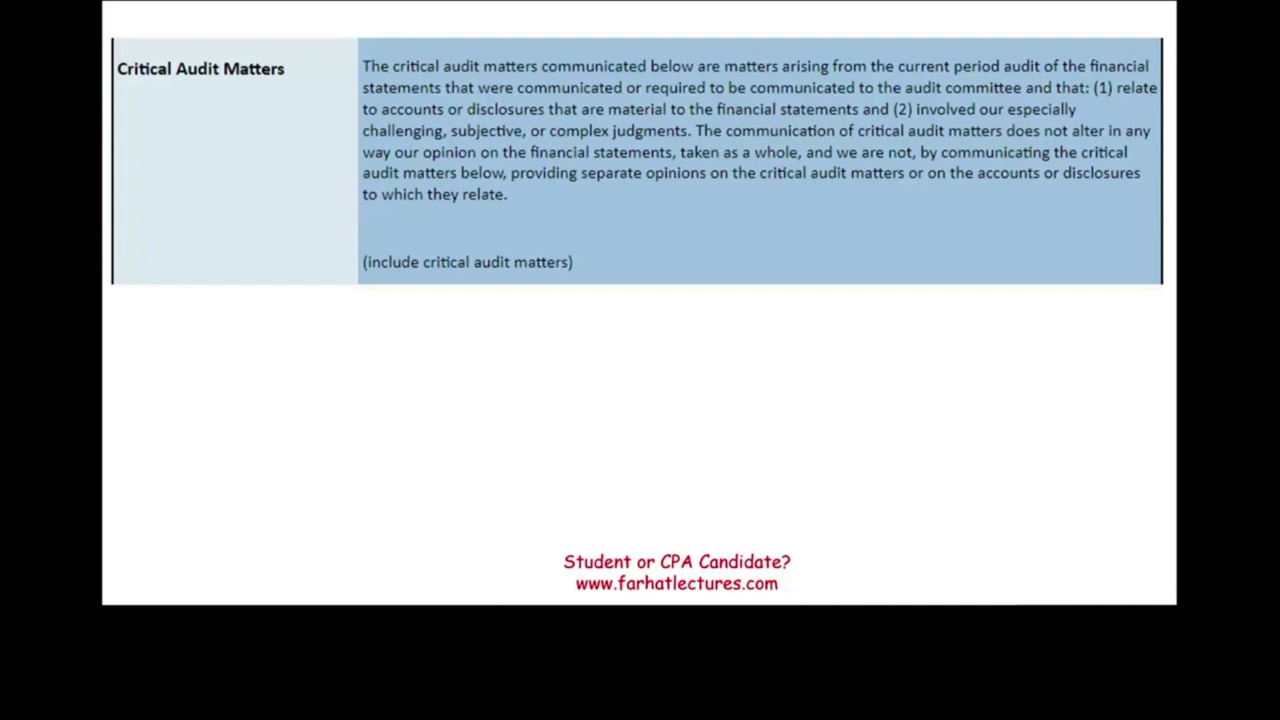 Critical Audit Matters
The critical audit matters communicated below are matters arising from the current period audit of the financial
statements that were communicated or required to be communicated to the audit committee and that: (1) relate
to accounts or disclosures that are material to the financial statements and (2) involved our especially
challenging, subjective, or complex judgments. The communication of critical audit matters does not alter in any
way our opinion on the financial statements, taken as a whole, and we are not, by communicating the critical
audit matters below, providing separate opinions on the critical audit matters or on the accounts or disclosures
to which they relate.
(include critical audit matters)
Student or CPA Candidate?
www.farhatlectures.com